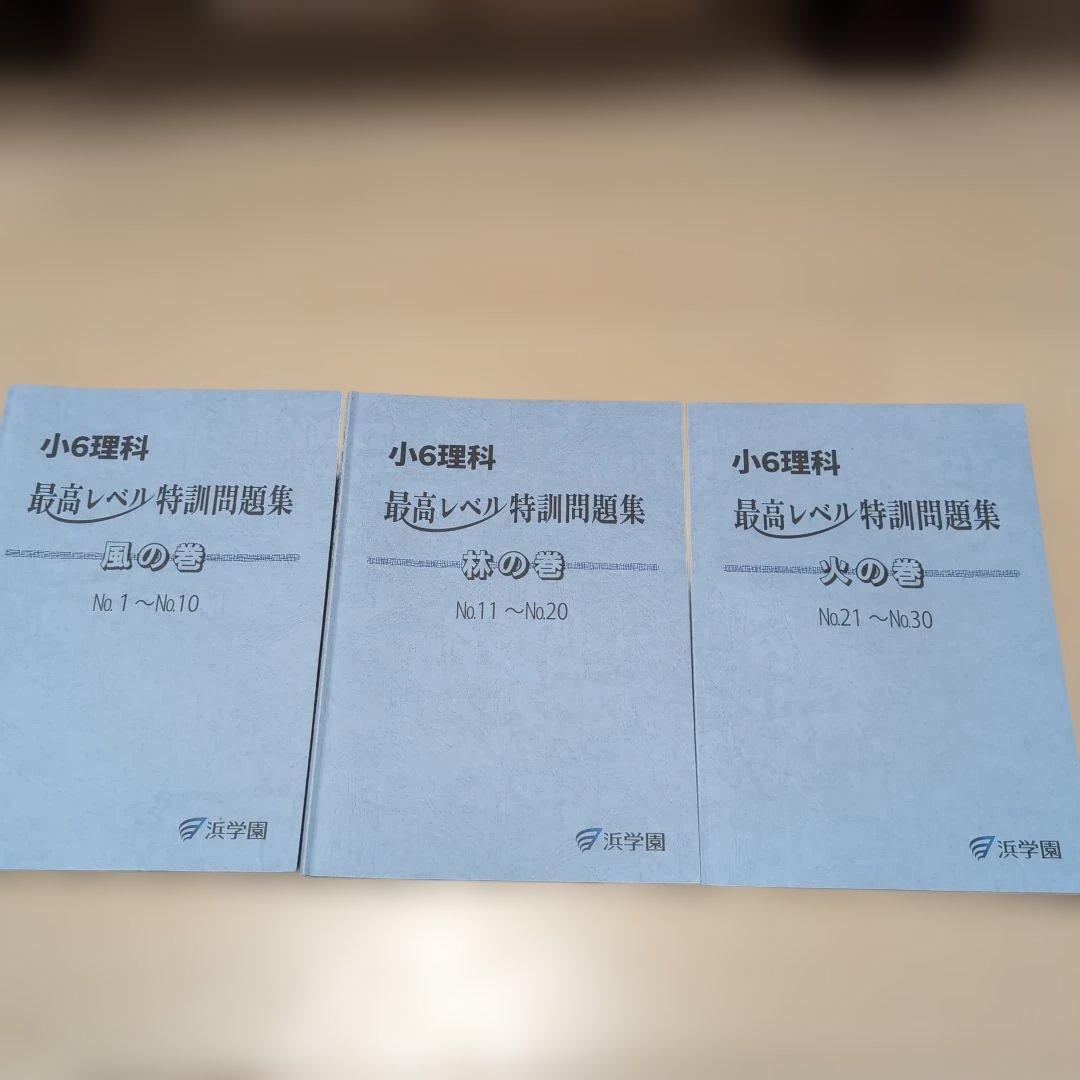 小6理科
最高レベル特訓問題集
風の巻
No. 1 ～No.10
浜学園
小6理科
最高レベル特訓問題集
林の巻
No.11 ～No.20
浜学園
小6理科
最高レベル特訓問題集
火の巻
No.21 ～No.30
浜学園